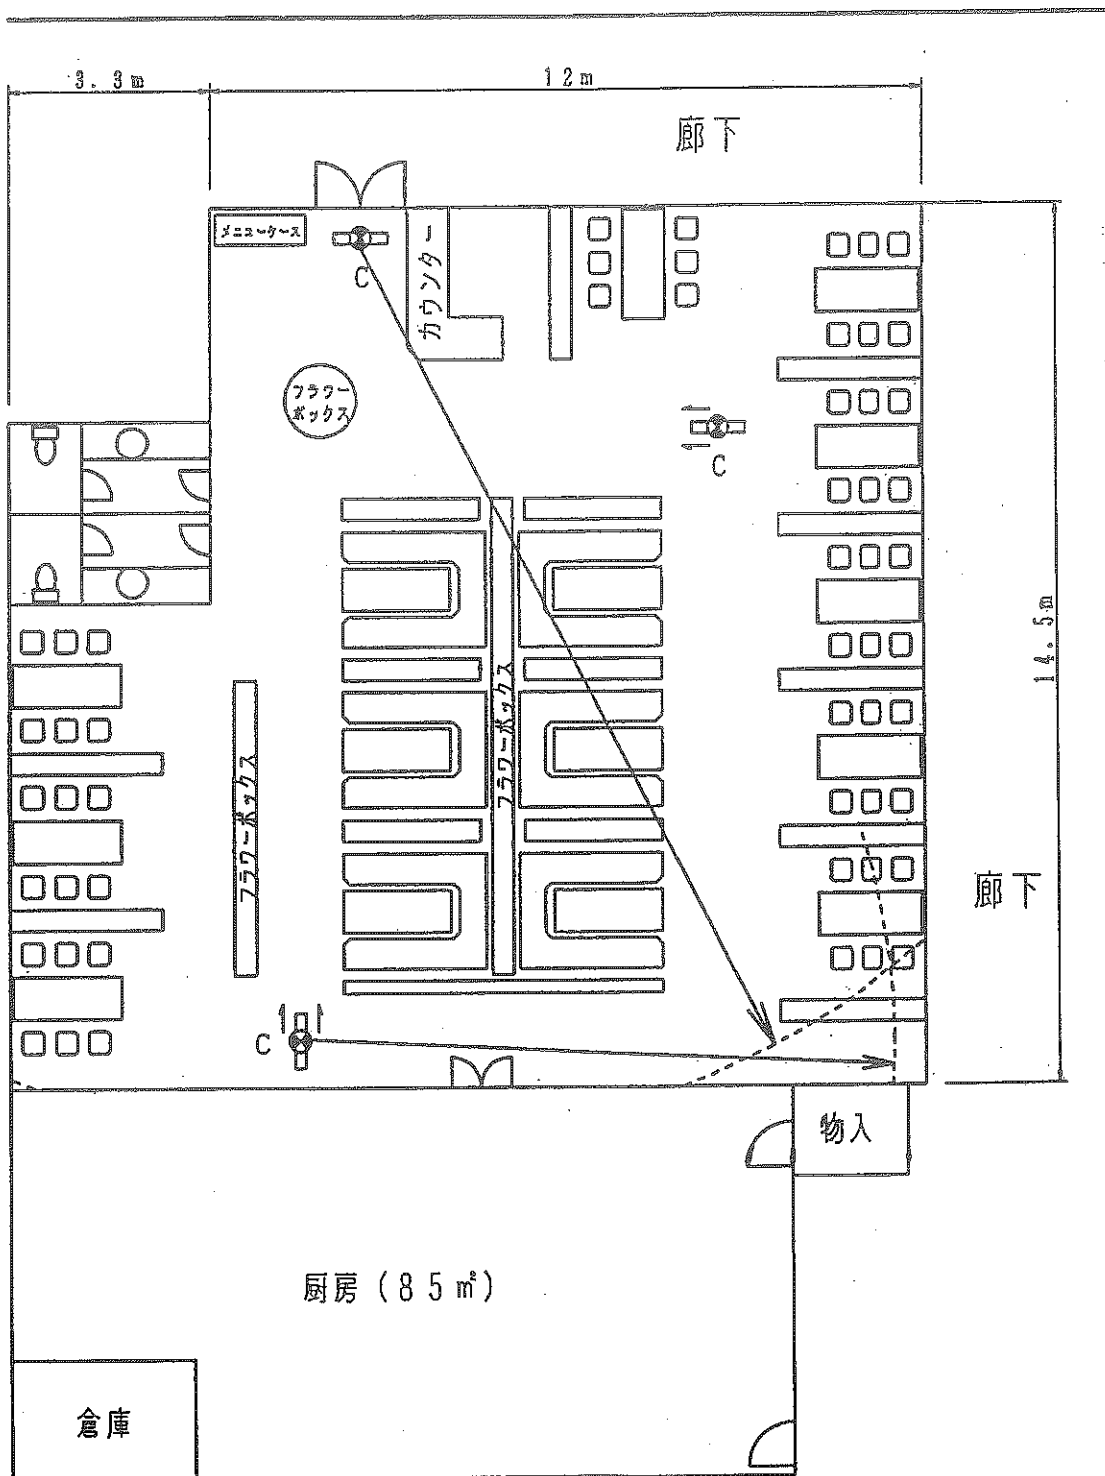 3.3m
12m
廊下
メニューケース
C
カウンター
フラワー
ボックス
C
14.5m
フラワーボックス
フラワーボックス
廊下
C
物入
厨房(85㎡)
倉庫